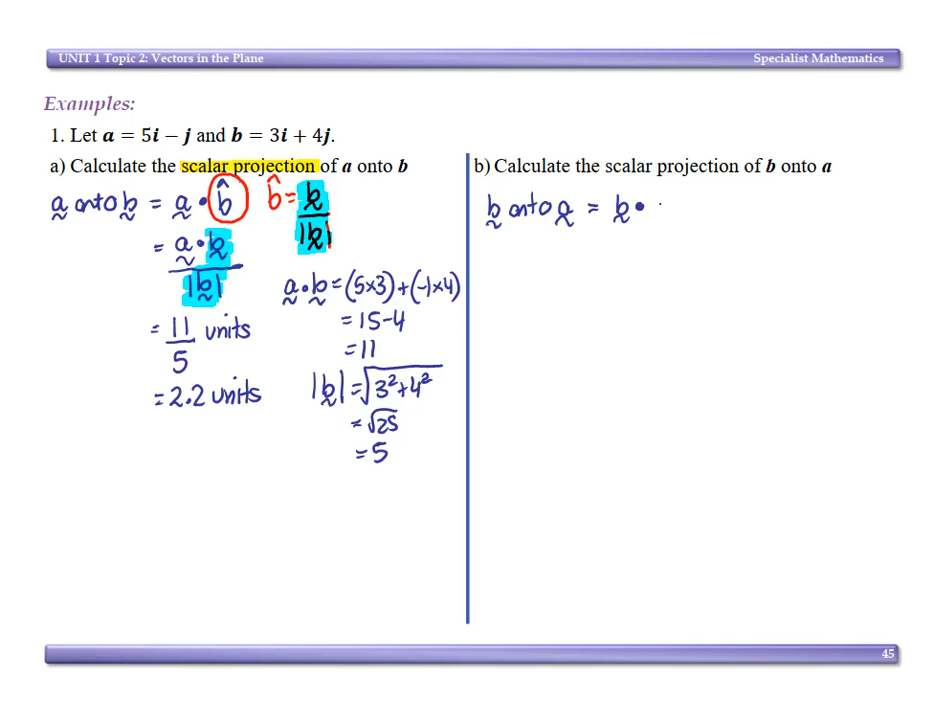 UNIT 1 Topic 2: Vectors in the Plane Specialist Mathematics
Examples:
1. Let a = 5i − j and b = 3i + 4j.
a) Calculate the scalar projection of a onto b
a onto b = a • b̂
= a • b / |b|
= 11/5 units
= 2.2 units
b̂ = b / |b|
a • b = (5×3)+(-1×4)
= 15-4
= 11
|b| = √3²+4²
= √25
= 5
b) Calculate the scalar projection of b onto a
b onto a = b •
45